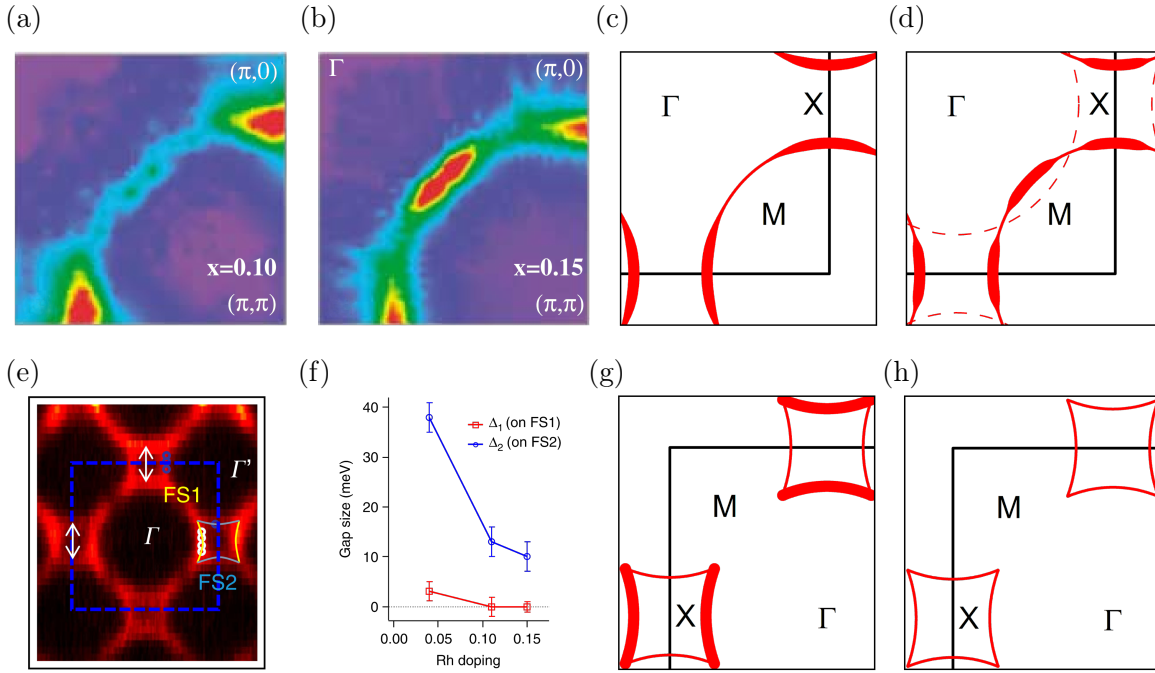 (a)
(π,0)
x=0.10
(π,π)
(b)
Γ
(π,0)
x=0.15
(π,π)
(c)
Γ
X
M
(d)
Γ
X
M
(e)
Γ'
FS1
Γ
FS2
(f)
40
30
20
10
0
Gap size (meV)
Δ1 (on FS1)
Δ2 (on FS2)
0.00
0.05
0.10
0.15
Rh doping
(g)
M
X
Γ
(h)
M
X
Γ